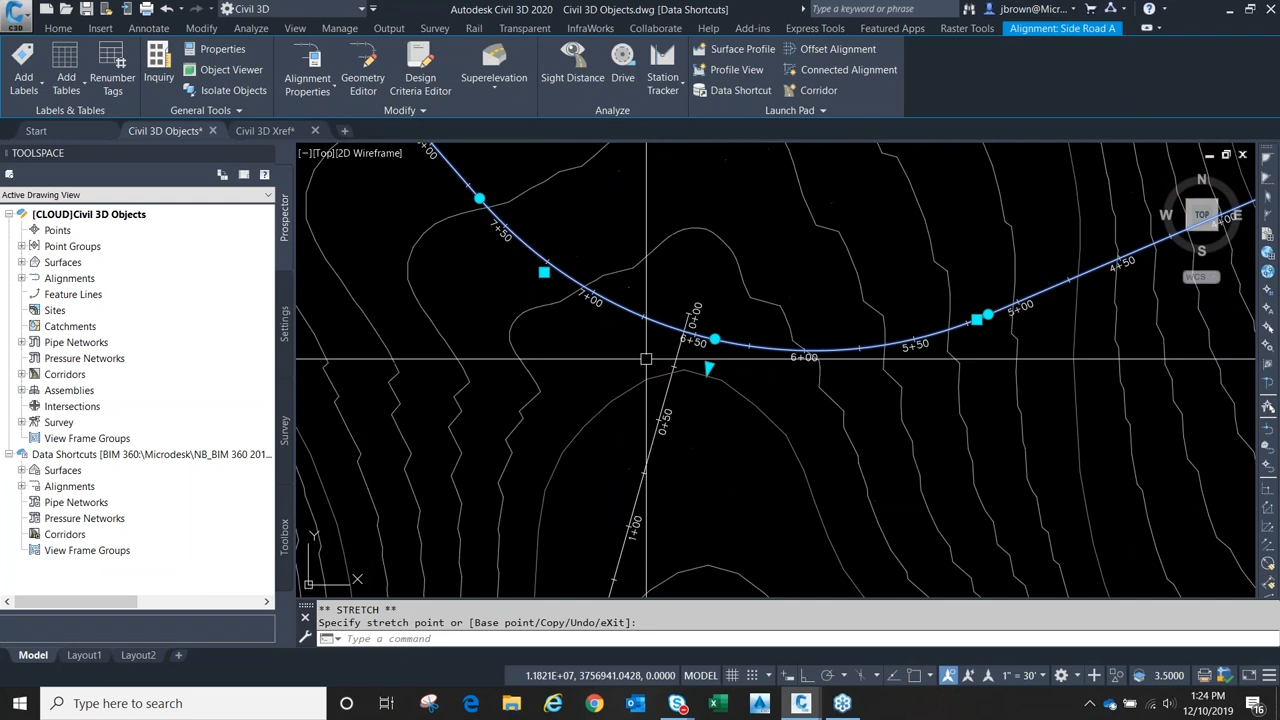 C3D
Civil 3D
Autodesk Civil 3D 2020 Civil 3D Objects.dwg (Data Shortcuts)
Type a keyword or phrase
jbrown@Micr...
Home Insert Annotate Modify Analyze View Manage Output Survey Rail Transparent InfraWorks Collaborate Help Add-ins Express Tools Featured Apps Raster Tools Alignment: Side Road A
Add Labels
Add Tables
Renumber Tags
Labels & Tables
Inquiry
Properties
Object Viewer
Isolate Objects
General Tools
Alignment Properties
Geometry Editor
Design Criteria Editor
Superelevation
Modify
Sight Distance
Drive
Station Tracker
Analyze
Surface Profile
Profile View
Data Shortcut
Offset Alignment
Connected Alignment
Corridor
Launch Pad
Start Civil 3D Objects* Civil 3D Xref*
TOOLSPACE
Active Drawing View
[CLOUD]Civil 3D Objects
Points
Point Groups
Surfaces
Alignments
Feature Lines
Sites
Catchments
Pipe Networks
Pressure Networks
Corridors
Assemblies
Intersections
Survey
View Frame Groups
Data Shortcuts [BIM 360:\Microdesk\NB_BIM 360 201...
Surfaces
Alignments
Pipe Networks
Pressure Networks
Corridors
View Frame Groups
Prospector
Settings
Survey
Toolbox
[−][Top][2D Wireframe]
N
W TOP E
S
WCS
7+50
7+00
6+50
6+00
5+50
5+00
4+50
4+00
0+00
0+50
1+00
Y
X
** STRETCH **
Specify stretch point or [Base point/Copy/Undo/eXit]:
Type a command
Model Layout1 Layout2
1.1821E+07, 3756941.0428, 0.0000 MODEL 1" = 30' 3.5000
Type here to search
1:24 PM
12/10/2019
16